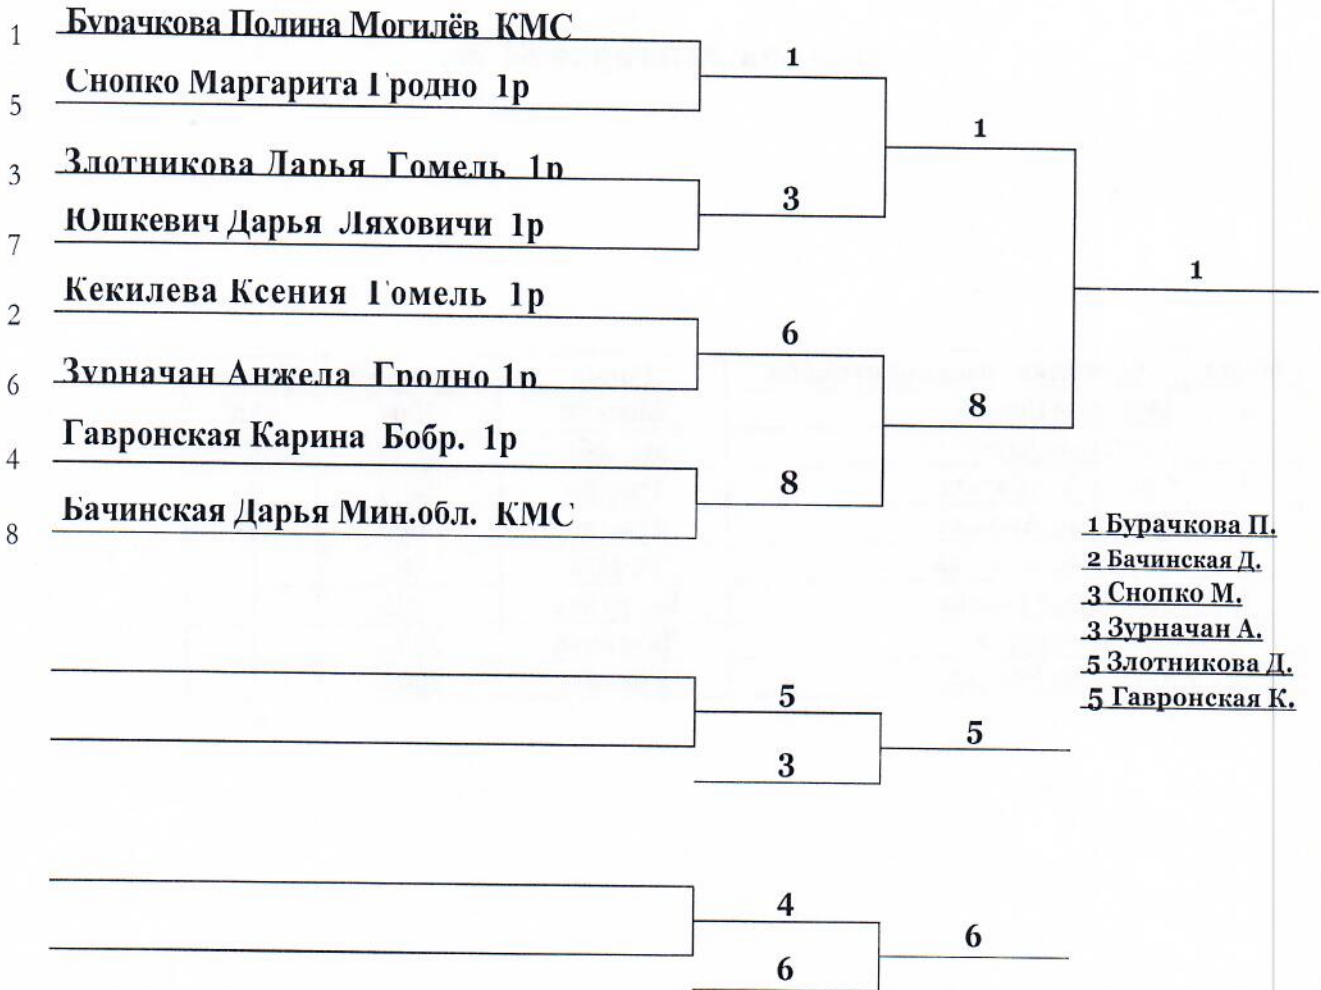 1 Бурачкова Полина Могилёв КМС
1
5 Снопко Маргарита Гродно 1р
1
3 Злотникова Дарья Гомель 1р
3
7 Юшкевич Дарья Ляховичи 1р
1
2 Кекилева Ксения Гомель 1р
6
6 Зурначан Анжела Гродно 1р
8
4 Гавронская Карина Бобр. 1р
8
8 Бачинская Дарья Мин.обл. КМС
1 Бурачкова П.
2 Бачинская Д.
3 Снопко М.
3 Зурначан А.
5 Злотникова Д.
5 Гавронская К.
5
5
3
4
6
6